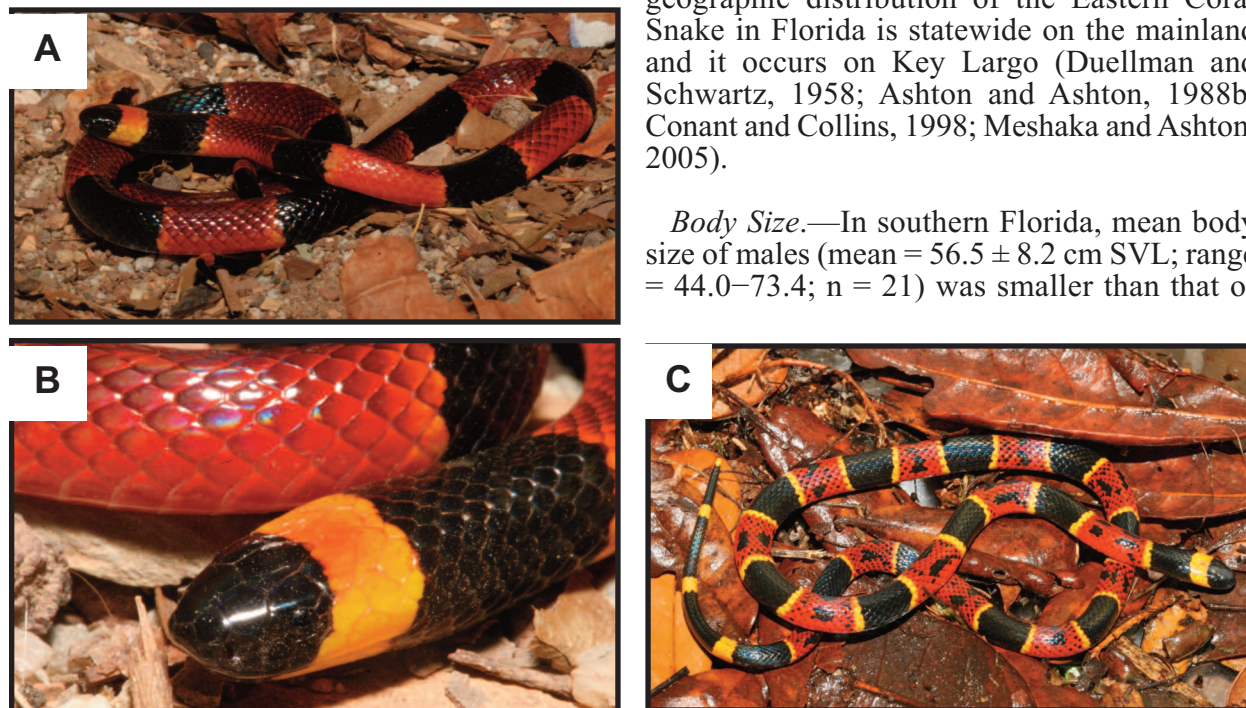 A
geographic distribution of the Eastern Coral
Snake in Florida is statewide on the mainland
and it occurs on Key Largo (Duellman and
Schwartz, 1958; Ashton and Ashton, 1988b
Conant and Collins, 1998; Meshaka and Ashton
2005).
Body Size.—In southern Florida, mean body
size of males (mean = 56.5 ± 8.2 cm SVL; range
= 44.0−73.4; n = 21) was smaller than that
B
C